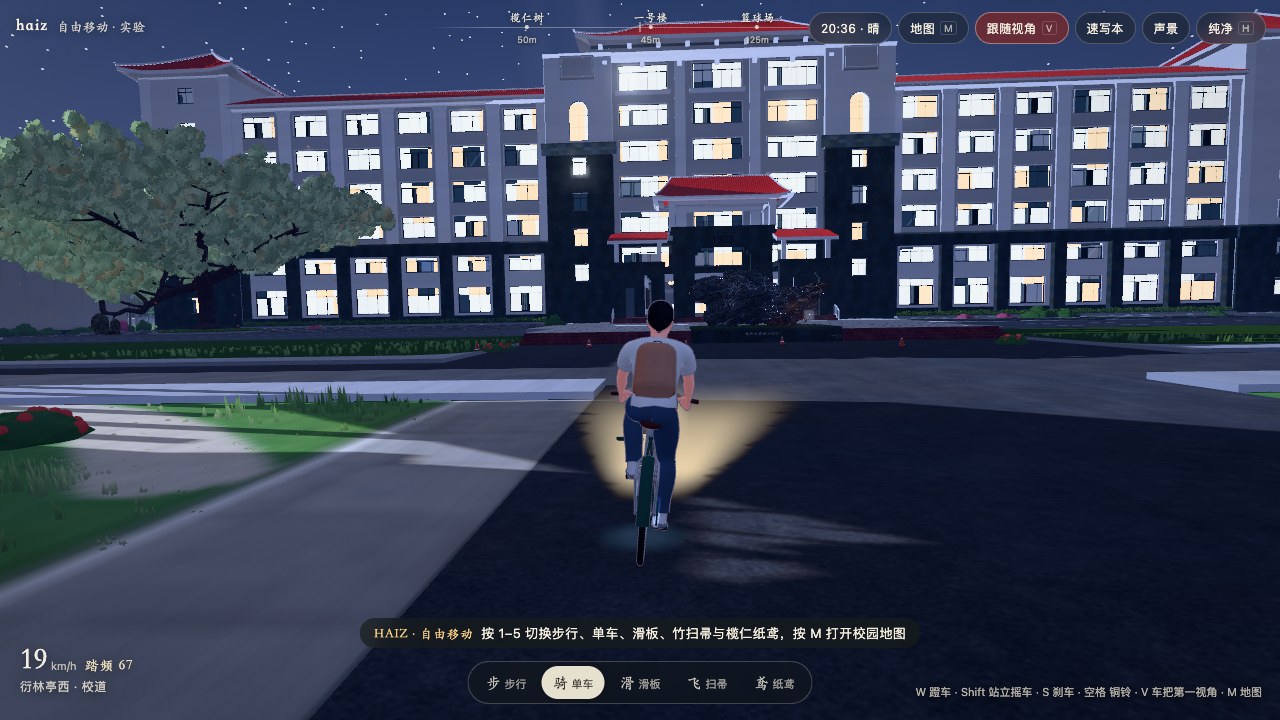 haiz 自由移动·实验
榄仁树 一号楼 篮球场
50m 45m 125m
20:36 · 晴 地图 M 跟随视角 V 速写本 声景 纯净 H
HAIZ · 自由移动 按 1–5 切换步行、单车、滑板、竹扫帚与榄仁纸鸢，按 M 打开校园地图
19 km/h 踏频 67
衍林亭西 · 校道
步 步行 骑 单车 滑 滑板 飞 扫帚 鸢 纸鸢
W 蹬车 · Shift 站立摇车 · S 刹车 · 空格 铜铃 · V 车把第一视角 · M 地图